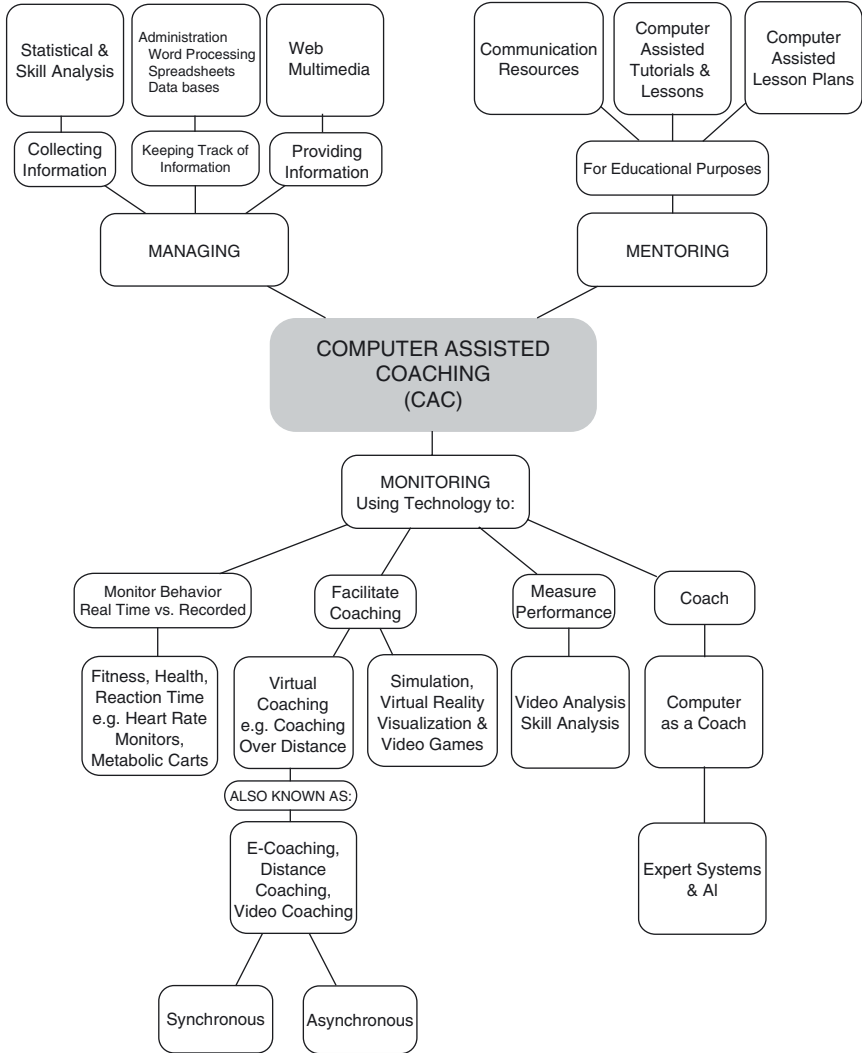 Statistical &
Skill Analysis
Administration
Word Processing
Spreadsheets
Data bases
Web
Multimedia
Communication
Resources
Computer
Assisted
Tutorials &
Lessons
Computer
Assisted
Lesson Plans
Collecting
Information
Keeping Track of
Information
Providing
Information
For Educational Purposes
MANAGING
MENTORING
COMPUTER ASSISTED
COACHING
(CAC)
MONITORING
Using Technology to:
Monitor Behavior
Real Time vs. Recorded
Facilitate
Coaching
Measure
Performance
Coach
Fitness, Health,
Reaction Time
e.g. Heart Rate
Monitors,
Metabolic Carts
Virtual
Coaching
e.g. Coaching
Over Distance
Simulation,
Virtual Reality
Visualization &
Video Games
Video Analysis
Skill Analysis
Computer
as a Coach
ALSO KNOWN AS:
E-Coaching,
Distance
Coaching,
Video Coaching
Expert Systems
& AI
Synchronous
Asynchronous